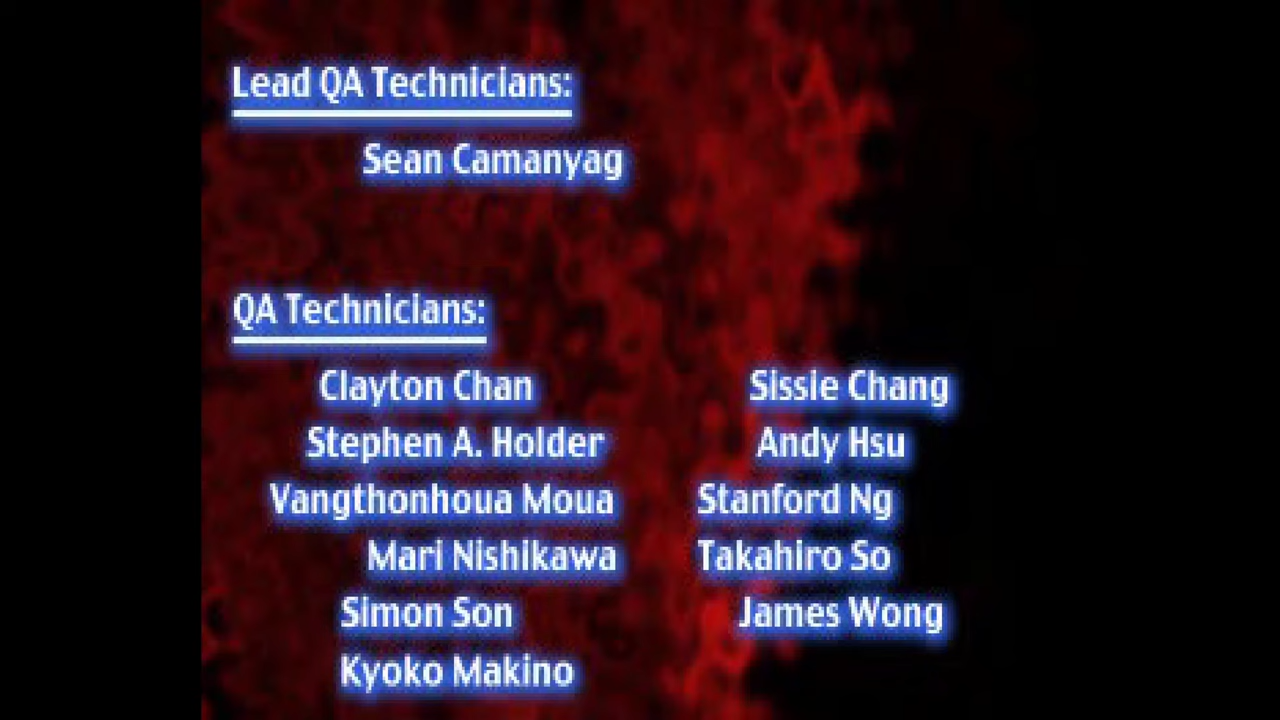 Lead QA Technicians:
Sean Camanyag
QA Technicians:
Clayton Chan
Sissie Chang
Stephen A. Holder
Andy Hsu
Vangthonhoua Moua
Stanford Ng
Mari Nishikawa
Takahiro So
Simon Son
James Wong
Kyoko Makino